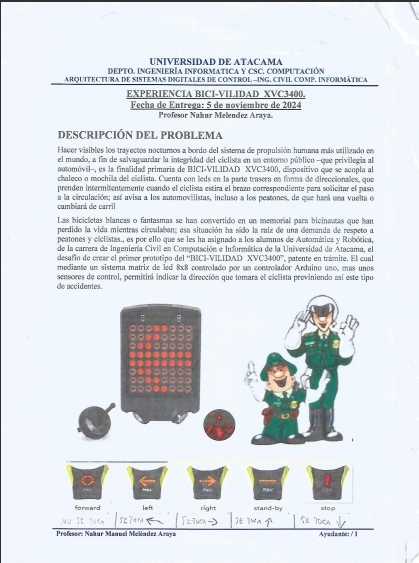 UNIVERSIDAD DE ATACAMA
DEPTO. INGENIERÍA INFORMATICA Y CSC. COMPUTACIÓN
ARQUITECTURA DE SISTEMAS DIGITALES DE CONTROL –ING. CIVIL COMP. INFORMÁTICA
EXPERIENCIA BICI-VILIDAD XVC3400.
Fecha de Entrega: 5 de noviembre de 2024
Profesor Nahur Melendez Araya.
DESCRIPCIÓN DEL PROBLEMA
Hacer visibles los trayectos nocturnos a bordo del sistema de propulsión humana más utilizado en
el mundo, a fin de salvaguardar la integridad del ciclista en un entorno público –que privilegia al
automóvil–, es la finalidad primaria de BICI-VILIDAD XVC3400, dispositivo que se acopla al
chaleco o mochila del ciclista. Cuenta con leds en la parte trasera en forma de direccionales, que
prenden intermitentemente cuando el ciclista estira el brazo correspondiente para solicitar el paso
a la circulación; así avisa a los automovilistas, incluso a los peatones, de que hará una vuelta o
cambiará de carril
Las bicicletas blancas o fantasmas se han convertido en un memorial para bicinautas que han
perdido la vida mientras circulaban; esa situación ha sido la raiz de una demanda de respeto a
peatones y ciclistas., es por ello que se les ha asignado a los alumnos de Automática y Robótica,
de la carrera de Ingeniería Civil en Computación e Informática de la Universidad de Atacama, el
desafío de crear el primer prototipo del “BICI-VILIDAD XVC3400”, patente en trámite. El cual
mediante un sistema matriz de led 8x8 controlado por un controlador Arduino uno, mas unos
sensores de control, permitirá indicar la dirección que tomara el ciclista previniendo así este tipo
de accidentes.
forward left right stand-by stop
NO SE TOCA SE TOCA ← SE TOCA → SE TOCA ↑ SE TOCA ↓
Profesor: Nahur Manuel Meléndez Araya Ayudante: / 1